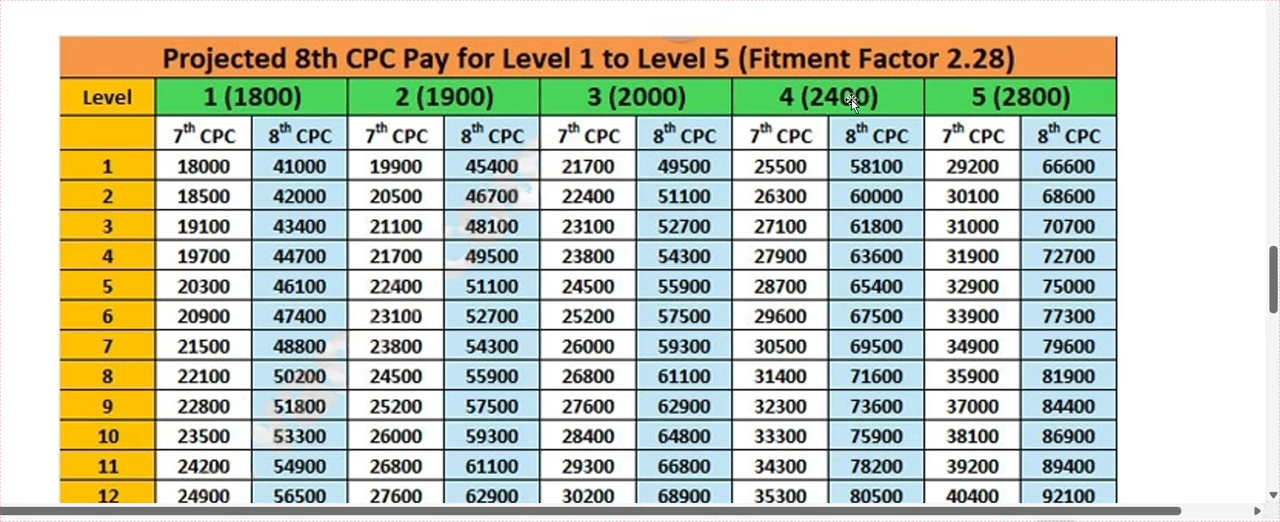 Projected 8th CPC Pay for Level 1 to Level 5 (Fitment Factor 2.28)
Level 1 (1800) 2 (1900) 3 (2000) 4 (2400) 5 (2800)
7th CPC 8th CPC 7th CPC 8th CPC 7th CPC 8th CPC 7th CPC 8th CPC 7th CPC 8th CPC
1 18000 41000 19900 45400 21700 49500 25500 58100 29200 66600
2 18500 42000 20500 46700 22400 51100 26300 60000 30100 68600
3 19100 43400 21100 48100 23100 52700 27100 61800 31000 70700
4 19700 44700 21700 49500 23800 54300 27900 63600 31900 72700
5 20300 46100 22400 51100 24500 55900 28700 65400 32900 75000
6 20900 47400 23100 52700 25200 57500 29600 67500 33900 77300
7 21500 48800 23800 54300 26000 59300 30500 69500 34900 79600
8 22100 50200 24500 55900 26800 61100 31400 71600 35900 81900
9 22800 51800 25200 57500 27600 62900 32300 73600 37000 84400
10 23500 53300 26000 59300 28400 64800 33300 75900 38100 86900
11 24200 54900 26800 61100 29300 66800 34300 78200 39200 89400
12 24900 56500 27600 62900 30200 68900 35300 80500 40400 92100